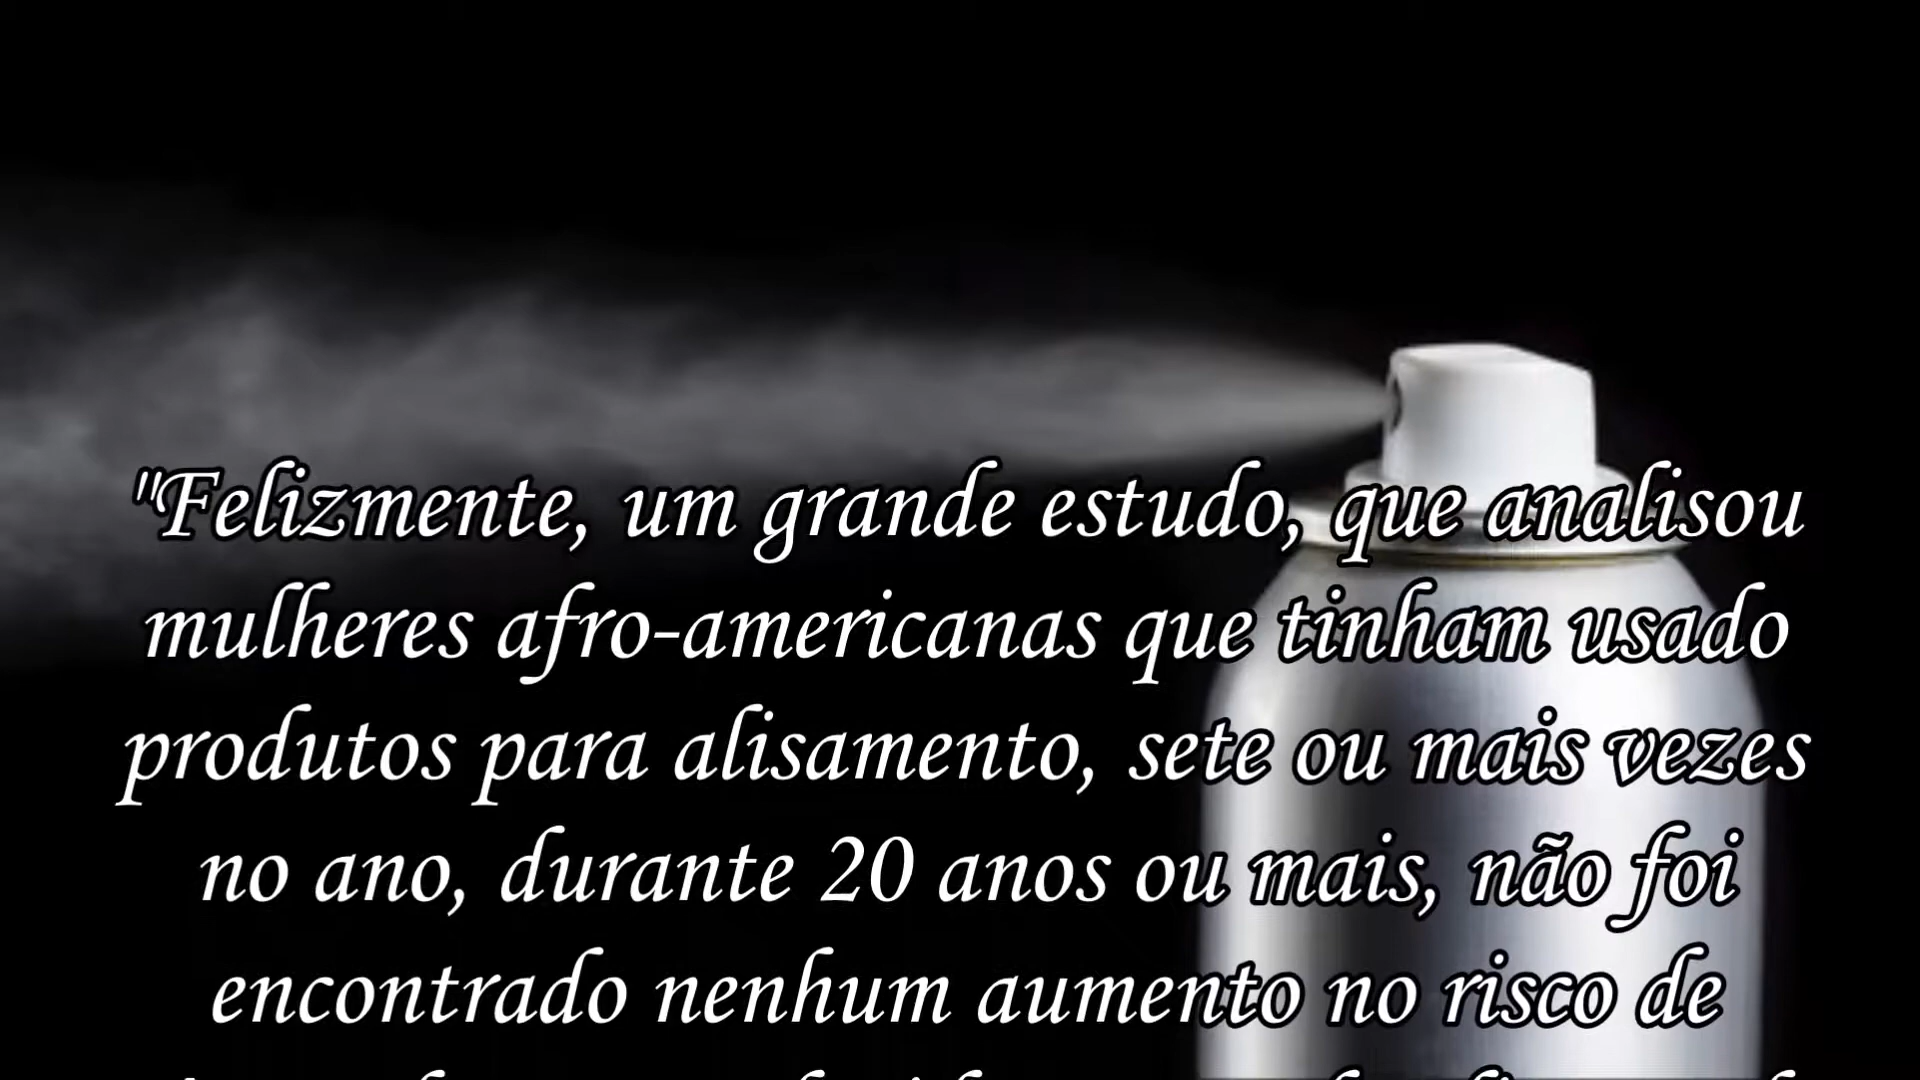 "Felizmente, um grande estudo, que analisou
mulheres afro-americanas que tinham usado
produtos para alisamento, sete ou mais vezes
no ano, durante 20 anos ou mais, não foi
encontrado nenhum aumento no risco de